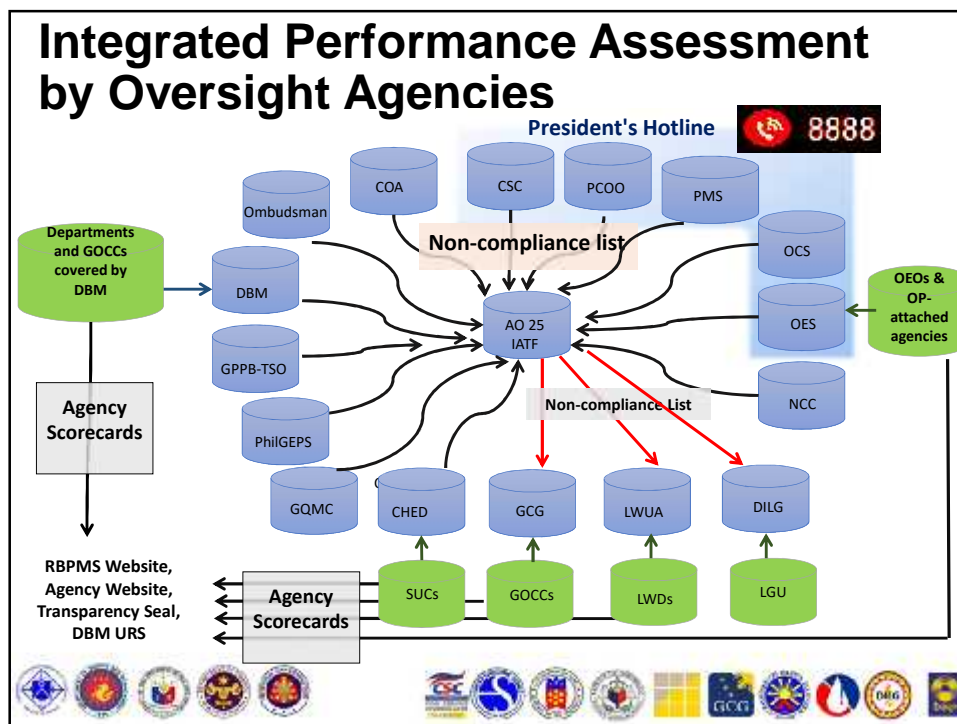 Integrated Performance Assessment
by Oversight Agencies
President's Hotline
8888
COA
CSC
PCOO
PMS
Ombudsman
Non-compliance list
OCS
Departments
and GOCCs
covered by
DBM
DBM
AO 25
IATF
OES
OEOs &
OP-
attached
agencies
GPPB-TSO
Agency
Scorecards
Non-compliance List
NCC
PhilGEPS
GQMC
CHED
GCG
LWUA
DILG
RBPMS Website,
Agency Website,
Transparency Seal,
DBM URS
Agency
Scorecards
SUCs
GOCCs
LWDs
LGU
CSC
GCG